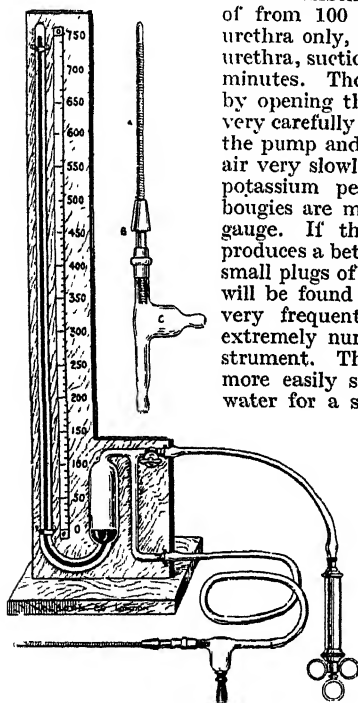 of from 100
urethra only,
urethra, suctic
minutes. The
by opening th
very carefully
the pump and
air very slowl
potassium pe
bougies are m
gauge. If th
produces a bet
small plugs of
will be found
very frequent
extremely nur
strument. Th
more easily s
water for a s
750
700
650
600
550
500
450
400
350
300
250
200
150
100
50
0
A
B
C